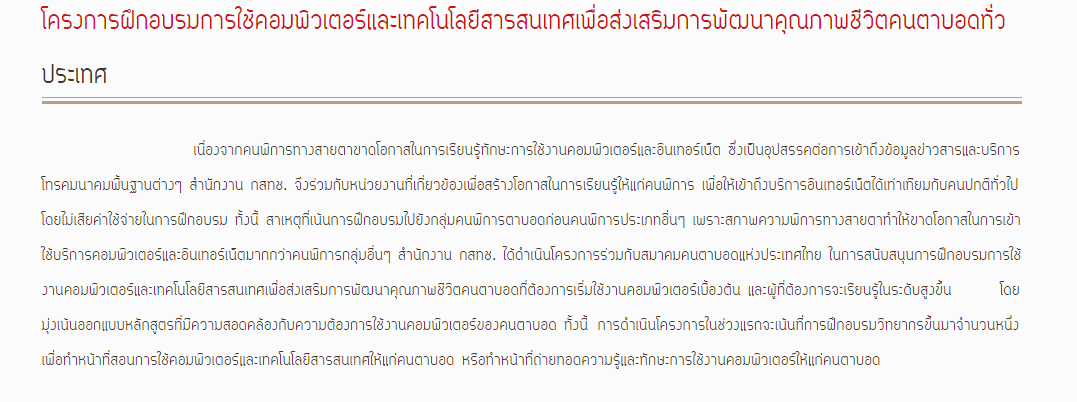 โครงการฝึกอบรมการใช้คอมพิวเตอร์และเทคโนโลยีสารสนเทศเพื่อส่งเสริมการพัฒนาคุณภาพชีวิตคนตาบอดทั่ว
ประเทศ
เนื่องจากคนพิการทางสายตาขาดโอกาสในการเรียนรู้ทักษะการใช้งานคอมพิวเตอร์และอินเทอร์เน็ต ซึ่งเป็นอุปสรรคต่อการเข้าถึงข้อมูลข่าวสารและบริการ
โทรคมนาคมพื้นฐานต่างๆ สำนักงาน กสทช. จึงร่วมกับหน่วยงานที่เกี่ยวข้องเพื่อสร้างโอกาสในการเรียนรู้ให้แก่คนพิการ เพื่อให้เข้าถึงบริการอินเทอร์เน็ตได้เท่าเทียมกับคนปกติทั่วไป
โดยไม่เสียค่าใช้จ่ายในการฝึกอบรม ทั้งนี้ สาเหตุที่เน้นการฝึกอบรมไปยังกลุ่มคนพิการตาบอดก่อนคนพิการประเภทอื่นๆ เพราะสภาพความพิการทางสายตาทำให้ขาดโอกาสในการเข้า
ใช้บริการคอมพิวเตอร์และอินเทอร์เน็ตมากกว่าคนพิการกลุ่มอื่นๆ สำนักงาน กสทช. ได้ดำเนินโครงการร่วมกับสมาคมคนตาบอดแห่งประเทศไทย ในการสนับสนุนการฝึกอบรมการใช้
งานคอมพิวเตอร์และเทคโนโลยีสารสนเทศเพื่อส่งเสริมการพัฒนาคุณภาพชีวิตคนตาบอดที่ต้องการเริ่มใช้งานคอมพิวเตอร์เบื้องต้น และผู้ที่ต้องการจะเรียนรู้ในระดับสูงขึ้น โดย
มุ่งเน้นออกแบบหลักสูตรที่มีความสอดคล้องกับความต้องการใช้งานคอมพิวเตอร์ของคนตาบอด ทั้งนี้ การดำเนินโครงการในช่วงแรกจะเน้นที่การฝึกอบรมวิทยากรขึ้นมาจำนวนหนึ่ง
เพื่อทำหน้าที่สอนการใช้คอมพิวเตอร์และเทคโนโลยีสารสนเทศให้แก่คนตาบอด หรือทำหน้าที่ถ่ายทอดความรู้และทักษะการใช้งานคอมพิวเตอร์ให้แก่คนตาบอด